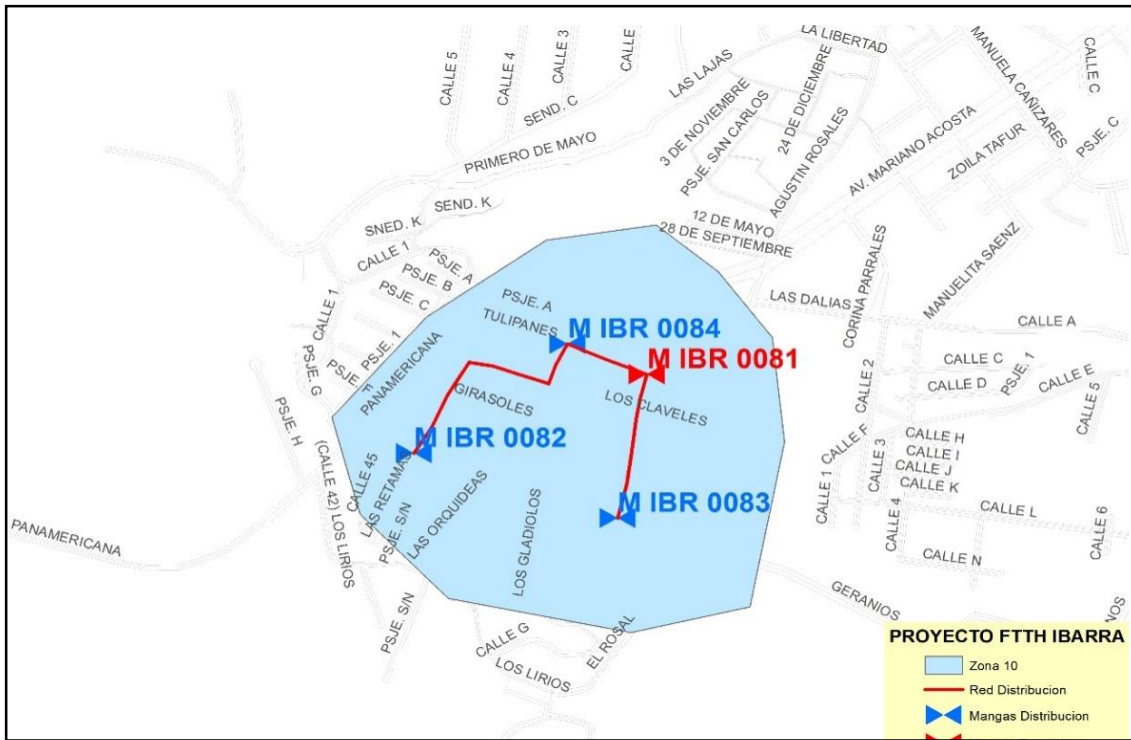 LA LIBERTAD
MANUELA CAÑIZARES
CALLE C
CALLE 5
CALLE 4
CALLE 3
CALLE
SEND. C
LAS LAJAS
3 DE NOVIEMBRE
PSJE. SAN CARLOS
24 DE DICIEMBRE
AGUSTIN ROSALES
AV. MARIANO ACOSTA
ZOILA TAFUR
PSJE. C
PRIMERO DE MAYO
SEND. K
SNED. K
CALLE 1
12 DE MAYO
28 DE SEPTIEMBRE
CORINA PARRALES
MANUELITA SAENZ
PSJE. A
PSJE. B
PSJE. C
CALLE 1
PSJE. A
TULIPANES
LAS DALIAS
CALLE A
M IBR 0084
M IBR 0081
PSJE. 1
PSJE. F
PSJE. G
PANAMERICANA
CALLE 2
CALLE C
CALLE D
PSJE. 1
CALLE E
CALLE 5
GIRASOLES
LOS CLAVELES
PSJE. H
M IBR 0082
CALLE F
CALLE H
CALLE I
CALLE J
CALLE K
CALLE 3
CALLE 1
CALLE 45
LAS RETAMAS
(CALLE 42) LOS LIRIOS
PSJE. S/N
LAS ORQUIDEAS
LOS GLADIOLOS
M IBR 0083
CALLE 4
CALLE L
CALLE 6
PANAMERICANA
CALLE N
PSJE. S/N
GERANIOS
NOS
CALLE G
EL ROSAL
LOS LIRIOS
PROYECTO FTTH IBARRA
Zona 10
Red Distribucion
Mangas Distribucion